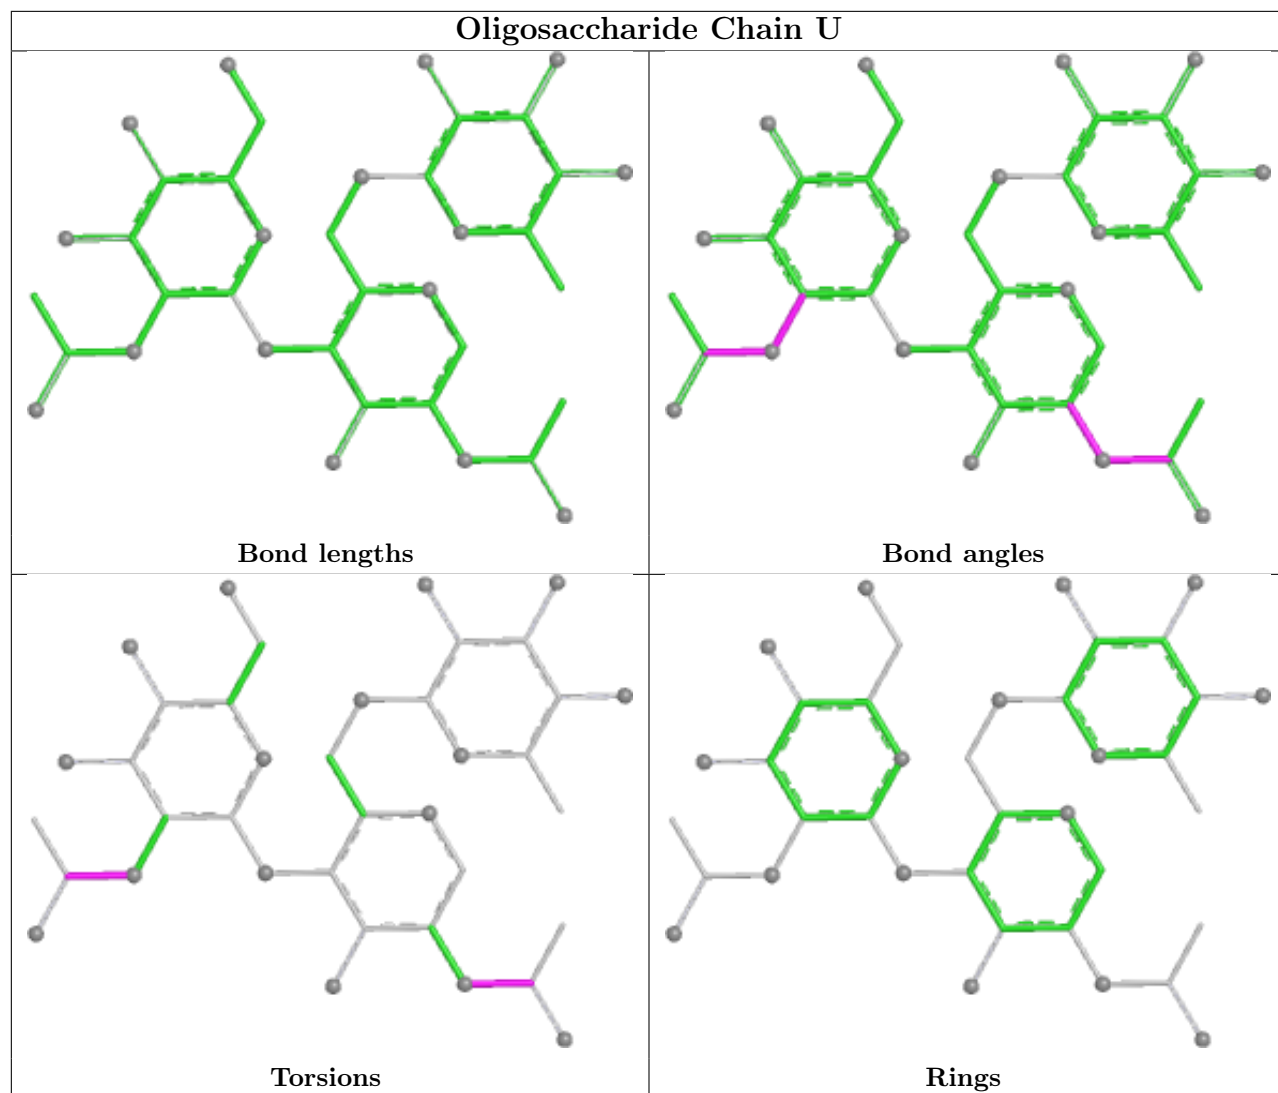 Oligosaccharide Chain U
Bond lengths
Bond angles
Torsions
Rings